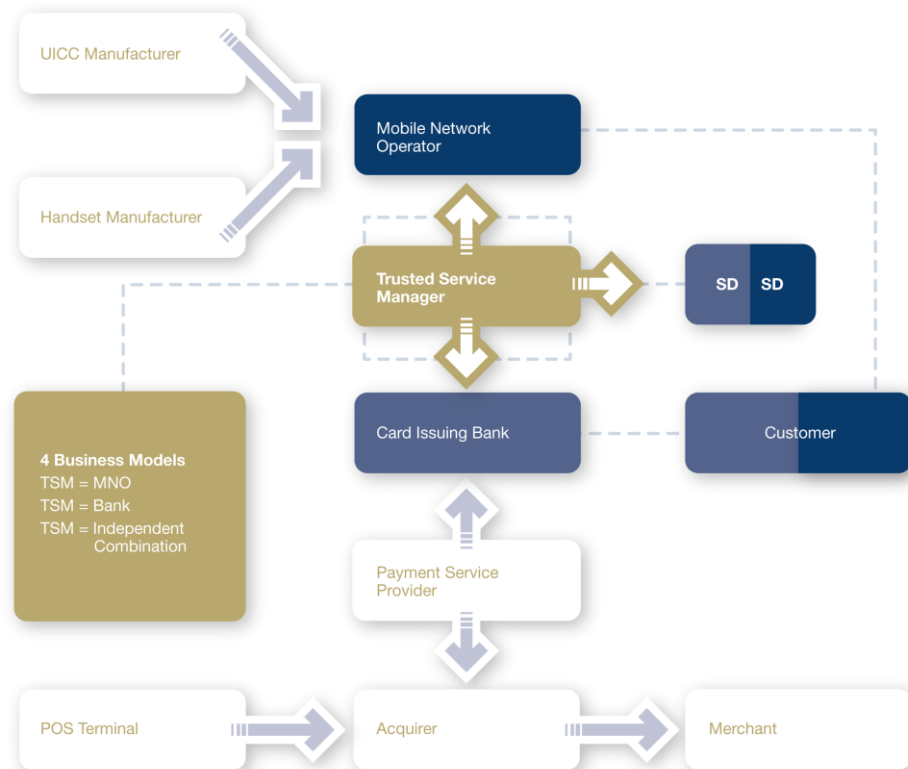 UICC Manufacturer
Mobile Network
Operator
Handset Manufacturer
Trusted Service
Manager
SD SD
4 Business Models
TSM = MNO
TSM = Bank
TSM = Independent
Combination
Card Issuing Bank
Customer
Payment Service
Provider
POS Terminal
Acquirer
Merchant